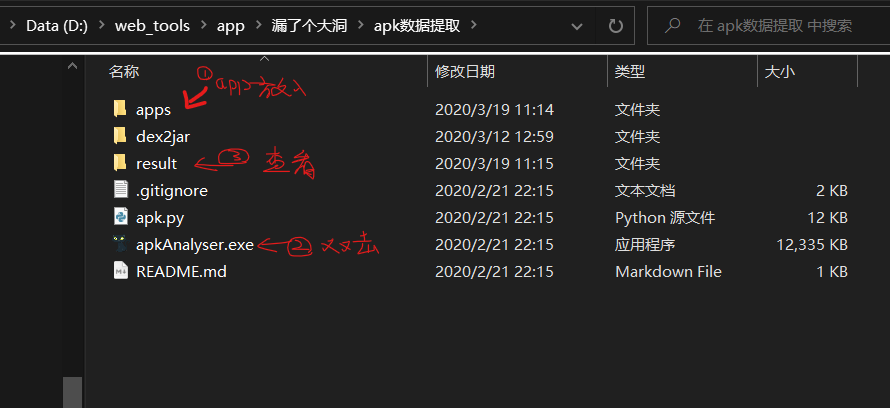 Data (D:) > web_tools > app > 漏了个大洞 > apk数据提取 >
在 apk数据提取 中搜索
名称 修改日期 类型 大小
① app放入
apps 2020/3/19 11:14 文件夹
dex2jar 2020/3/12 12:59 文件夹
result 2020/3/19 11:15 文件夹
③ 查看
.gitignore 2020/2/21 22:15 文本文档 2 KB
apk.py 2020/2/21 22:15 Python 源文件 12 KB
apkAnalyser.exe 2020/2/21 22:15 应用程序 12,335 KB
② 双击
README.md 2020/2/21 22:15 Markdown File 1 KB